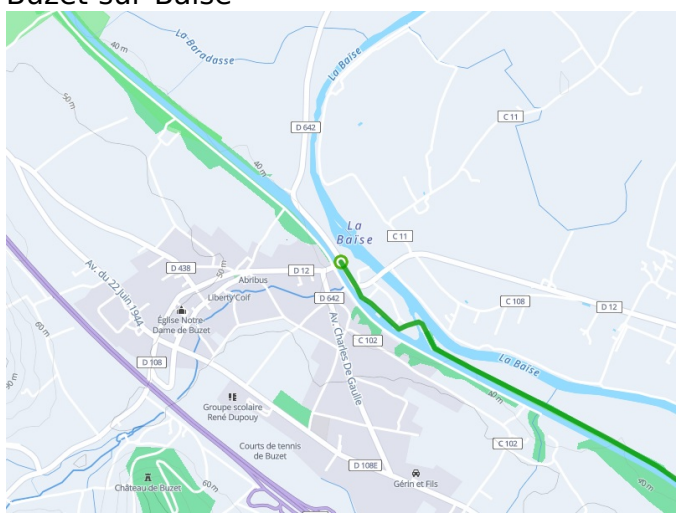 Buzet-sur-Baïse
La Baradasse
40 m
La Baïse
50 m
C 11
D 642
40 m
La
Baïse
C 11
D 438
50 m
D 12
Abribus
Av. du 22 Juin 1944
Liberty'Coif
D 642
C 108
D 12
Église Notre-
Dame de Buzet
60 m
C 102
La Baïse
D 108
Av. Charles De Gaulle
Groupe scolaire
René Dupouy
40 m
Courts de tennis
de Buzet
C 102
D 108E
Château de Buzet
60 m
Gérin et Fils
40 m